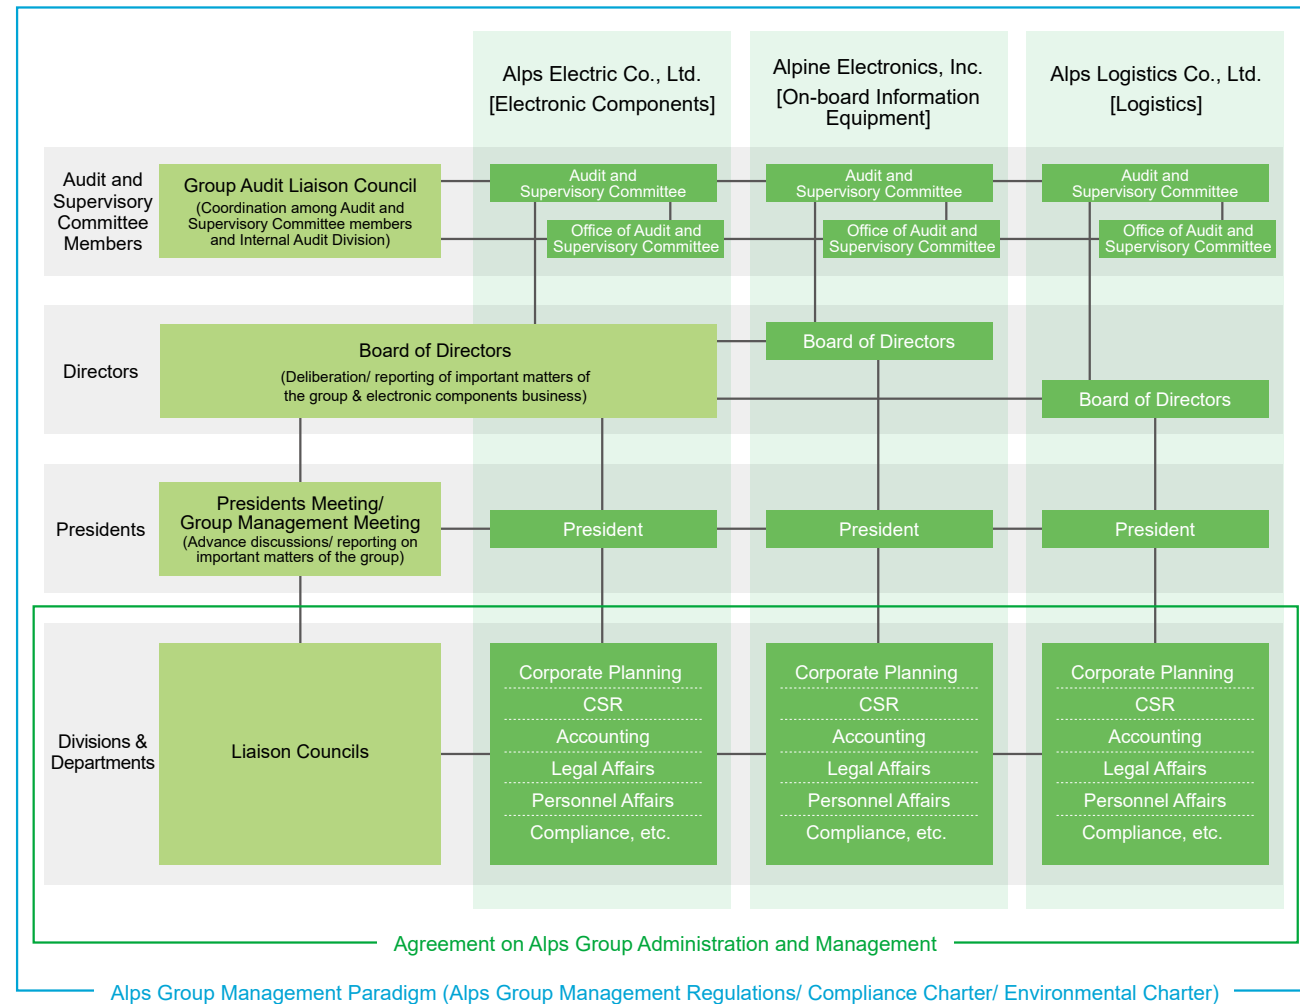 Alps Electric Co., Ltd.
[Electronic Components]
Alpine Electronics, Inc.
[On-board Information
Equipment]
Alps Logistics Co., Ltd.
[Logistics]
Audit and
Supervisory
Committee
Members
Group Audit Liaison Council
(Coordination among Audit and
Supervisory Committee members
and Internal Audit Division)
Audit and
Supervisory Committee
Office of Audit and
Supervisory Committee
Audit and
Supervisory Committee
Office of Audit and
Supervisory Committee
Audit and
Supervisory Committee
Office of Audit and
Supervisory Committee
Directors
Board of Directors
(Deliberation/ reporting of important matters of
the group & electronic components business)
Board of Directors
Board of Directors
Presidents
Presidents Meeting/
Group Management Meeting
(Advance discussions/ reporting on
important matters of the group)
President
President
President
Divisions &
Departments
Liaison Councils
Corporate Planning
CSR
Accounting
Legal Affairs
Personnel Affairs
Compliance, etc.
Corporate Planning
CSR
Accounting
Legal Affairs
Personnel Affairs
Compliance, etc.
Corporate Planning
CSR
Accounting
Legal Affairs
Personnel Affairs
Compliance, etc.
Agreement on Alps Group Administration and Management
Alps Group Management Paradigm (Alps Group Management Regulations/ Compliance Charter/ Environmental Charter)